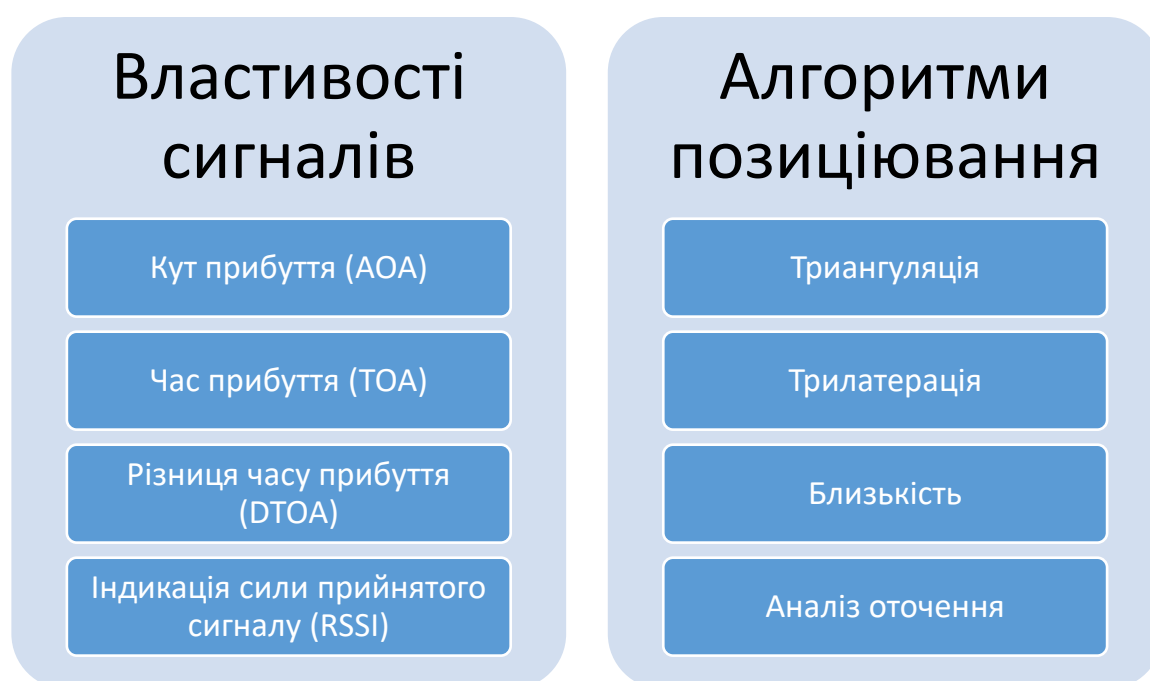 Властивості
сигналів
Кут прибуття (AOA)
Час прибуття (TOA)
Різниця часу прибуття
(DTOA)
Індикація сили прийнятого
сигналу (RSSI)
Алгоритми
позиціювання
Триангуляція
Трилатерація
Близькість
Аналіз оточення